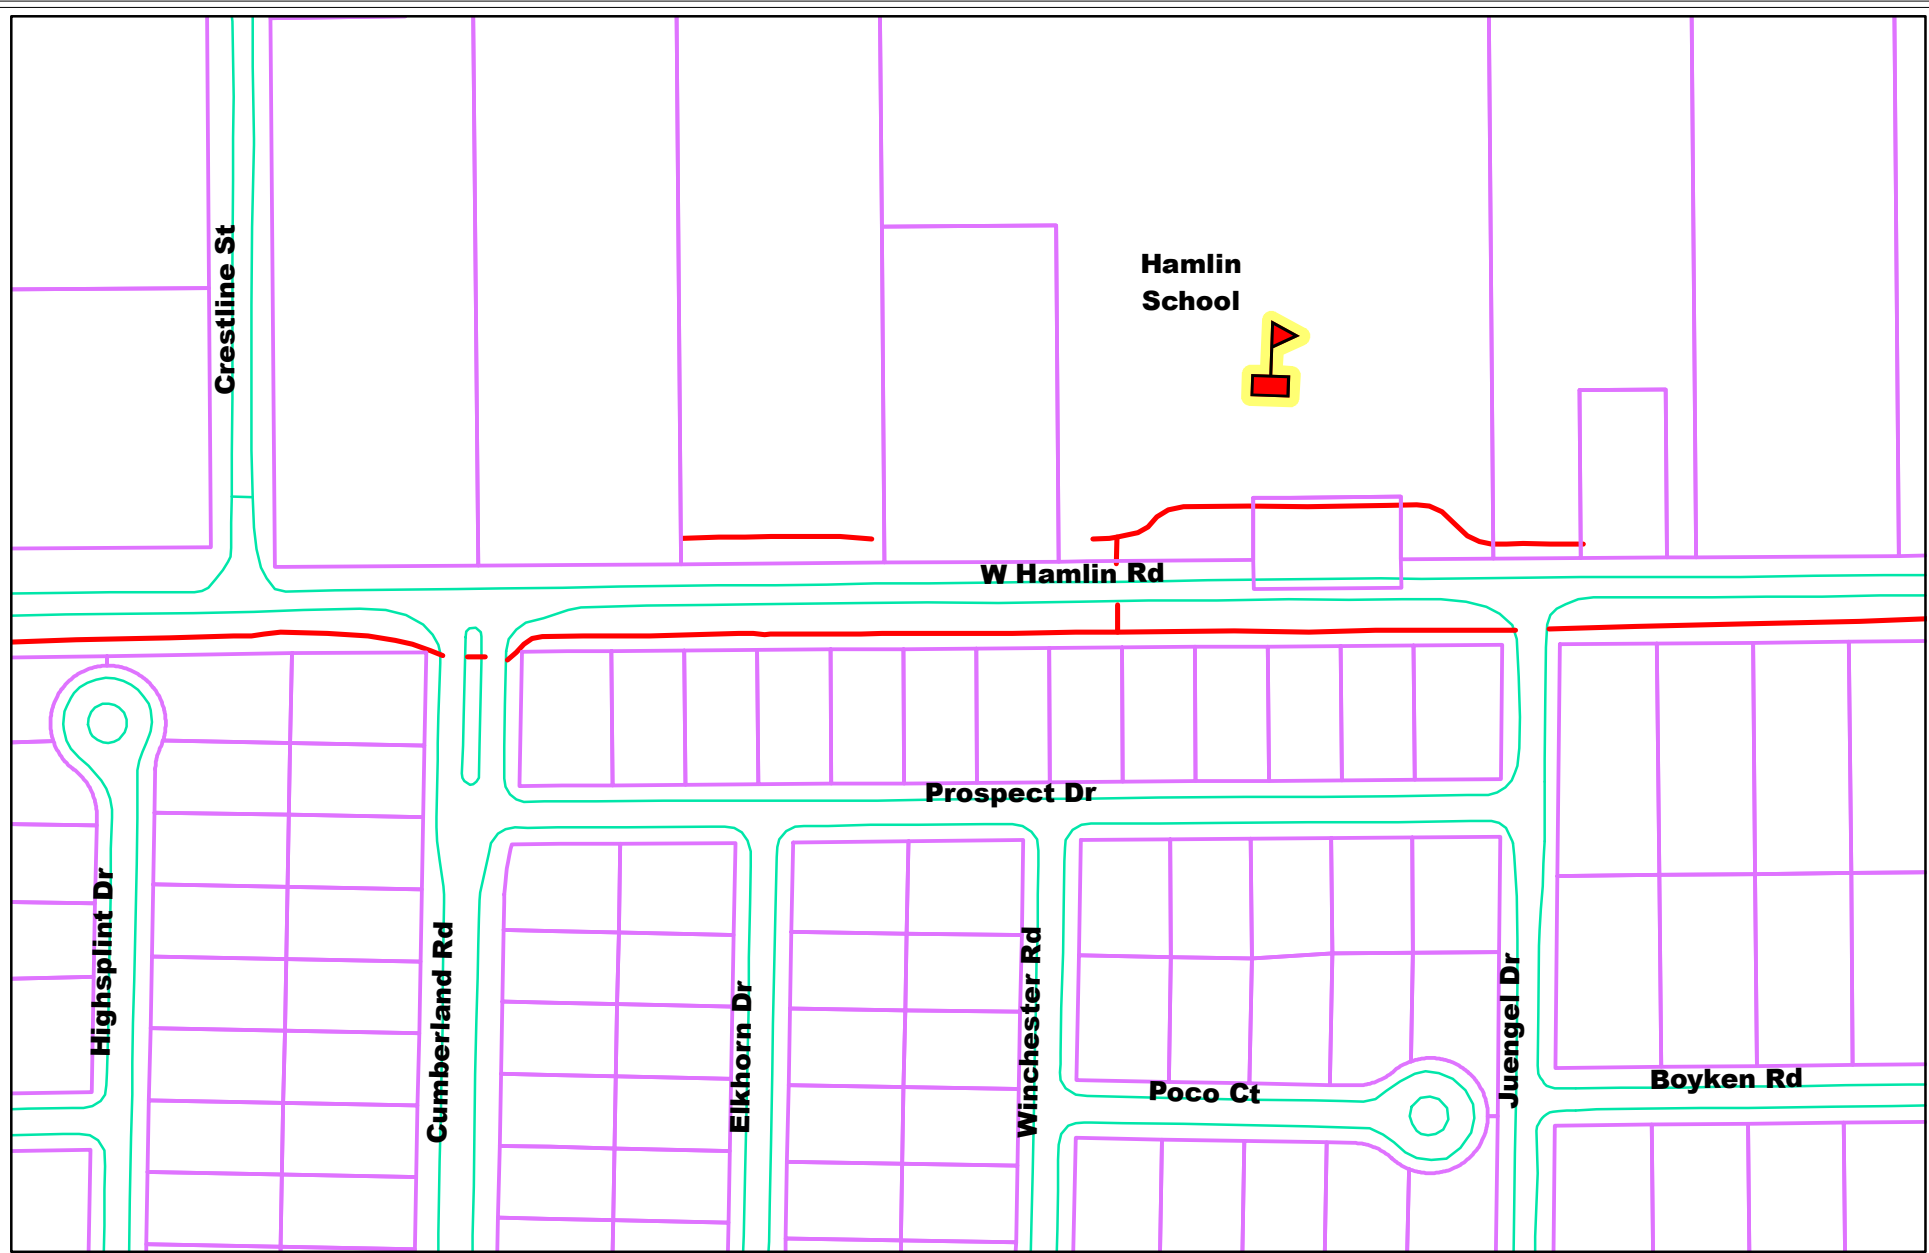 Crestline St
Hamlin
School
W Hamlin Rd
Prospect Dr
Highsplint Dr
Cumberland Rd
Elkhorn Dr
Winchester Rd
Juengel Dr
Poco Ct
Boyken Rd